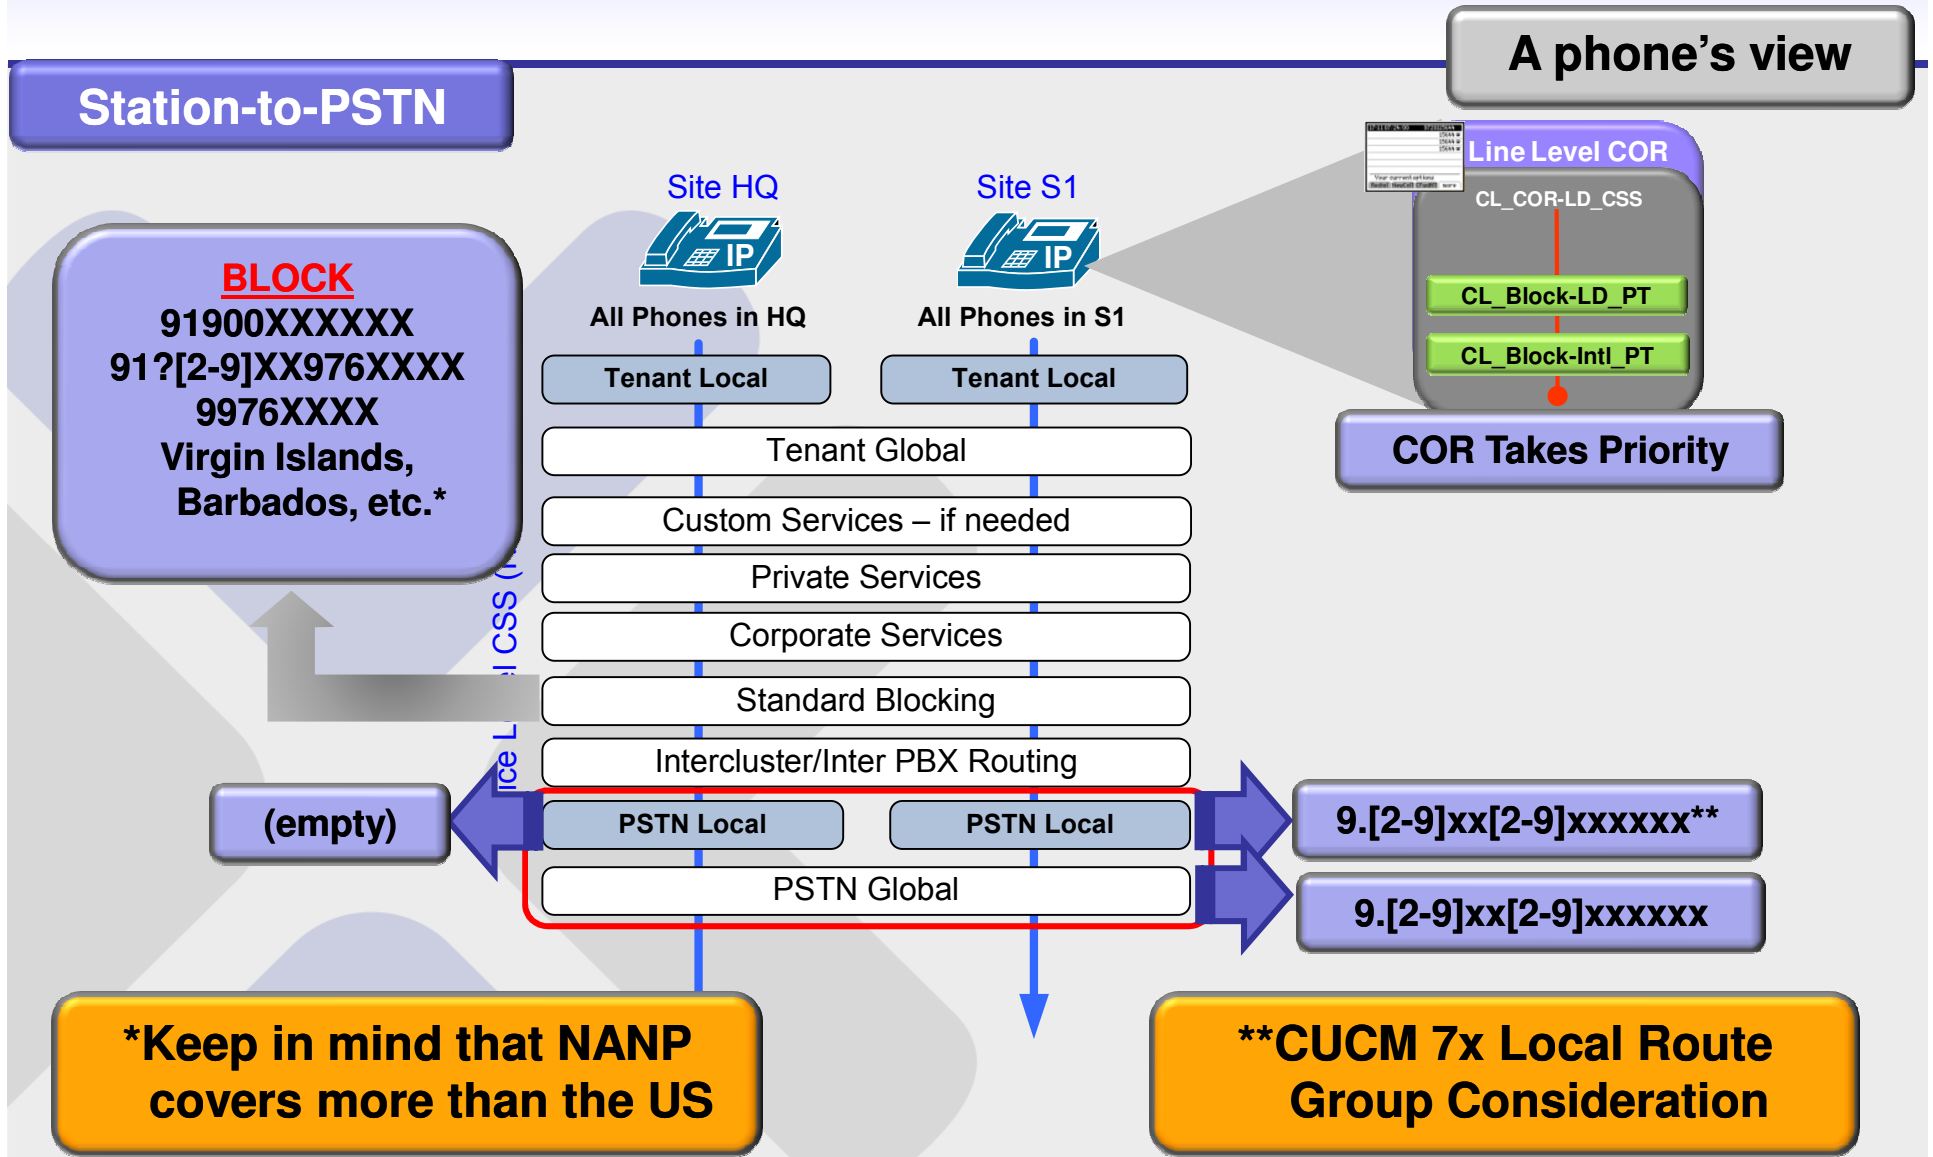 A phone's view
Station-to-PSTN
Line Level COR
CL_COR-LD_CSS
CL_Block-LD_PT
CL_Block-Intl_PT
COR Takes Priority
Your current options
more
Site HQ
Site S1
IP
IP
All Phones in HQ
All Phones in S1
BLOCK
91900XXXXXX
91?[2-9]XX976XXXX
9976XXXX
Virgin Islands,
Barbados, etc.*
Tenant Local
Tenant Local
Tenant Global
Custom Services – if needed
Private Services
Corporate Services
Standard Blocking
Intercluster/Inter PBX Routing
CSS
(empty)
PSTN Local
PSTN Local
9.[2-9]xx[2-9]xxxxxx**
PSTN Global
9.[2-9]xx[2-9]xxxxxx
*Keep in mind that NANP
covers more than the US
**CUCM 7x Local Route
Group Consideration